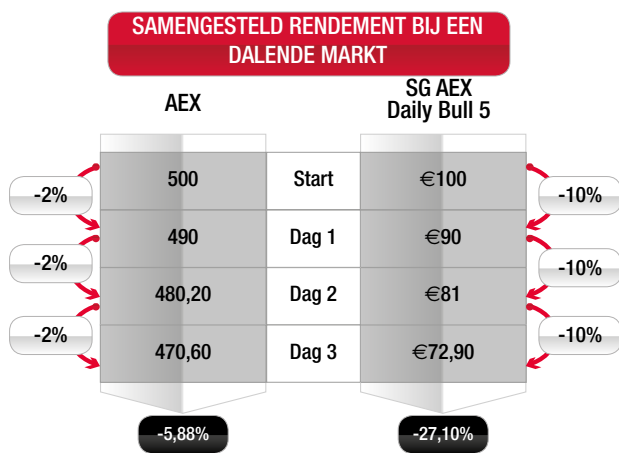 SAMENGESTELD RENDEMENT BIJ EEN
DALENDE MARKT
AEX
SG AEX
Daily Bull 5
500 Start €100
-2% -10%
490 Dag 1 €90
-2% -10%
480,20 Dag 2 €81
-2% -10%
470,60 Dag 3 €72,90
-5,88% -27,10%